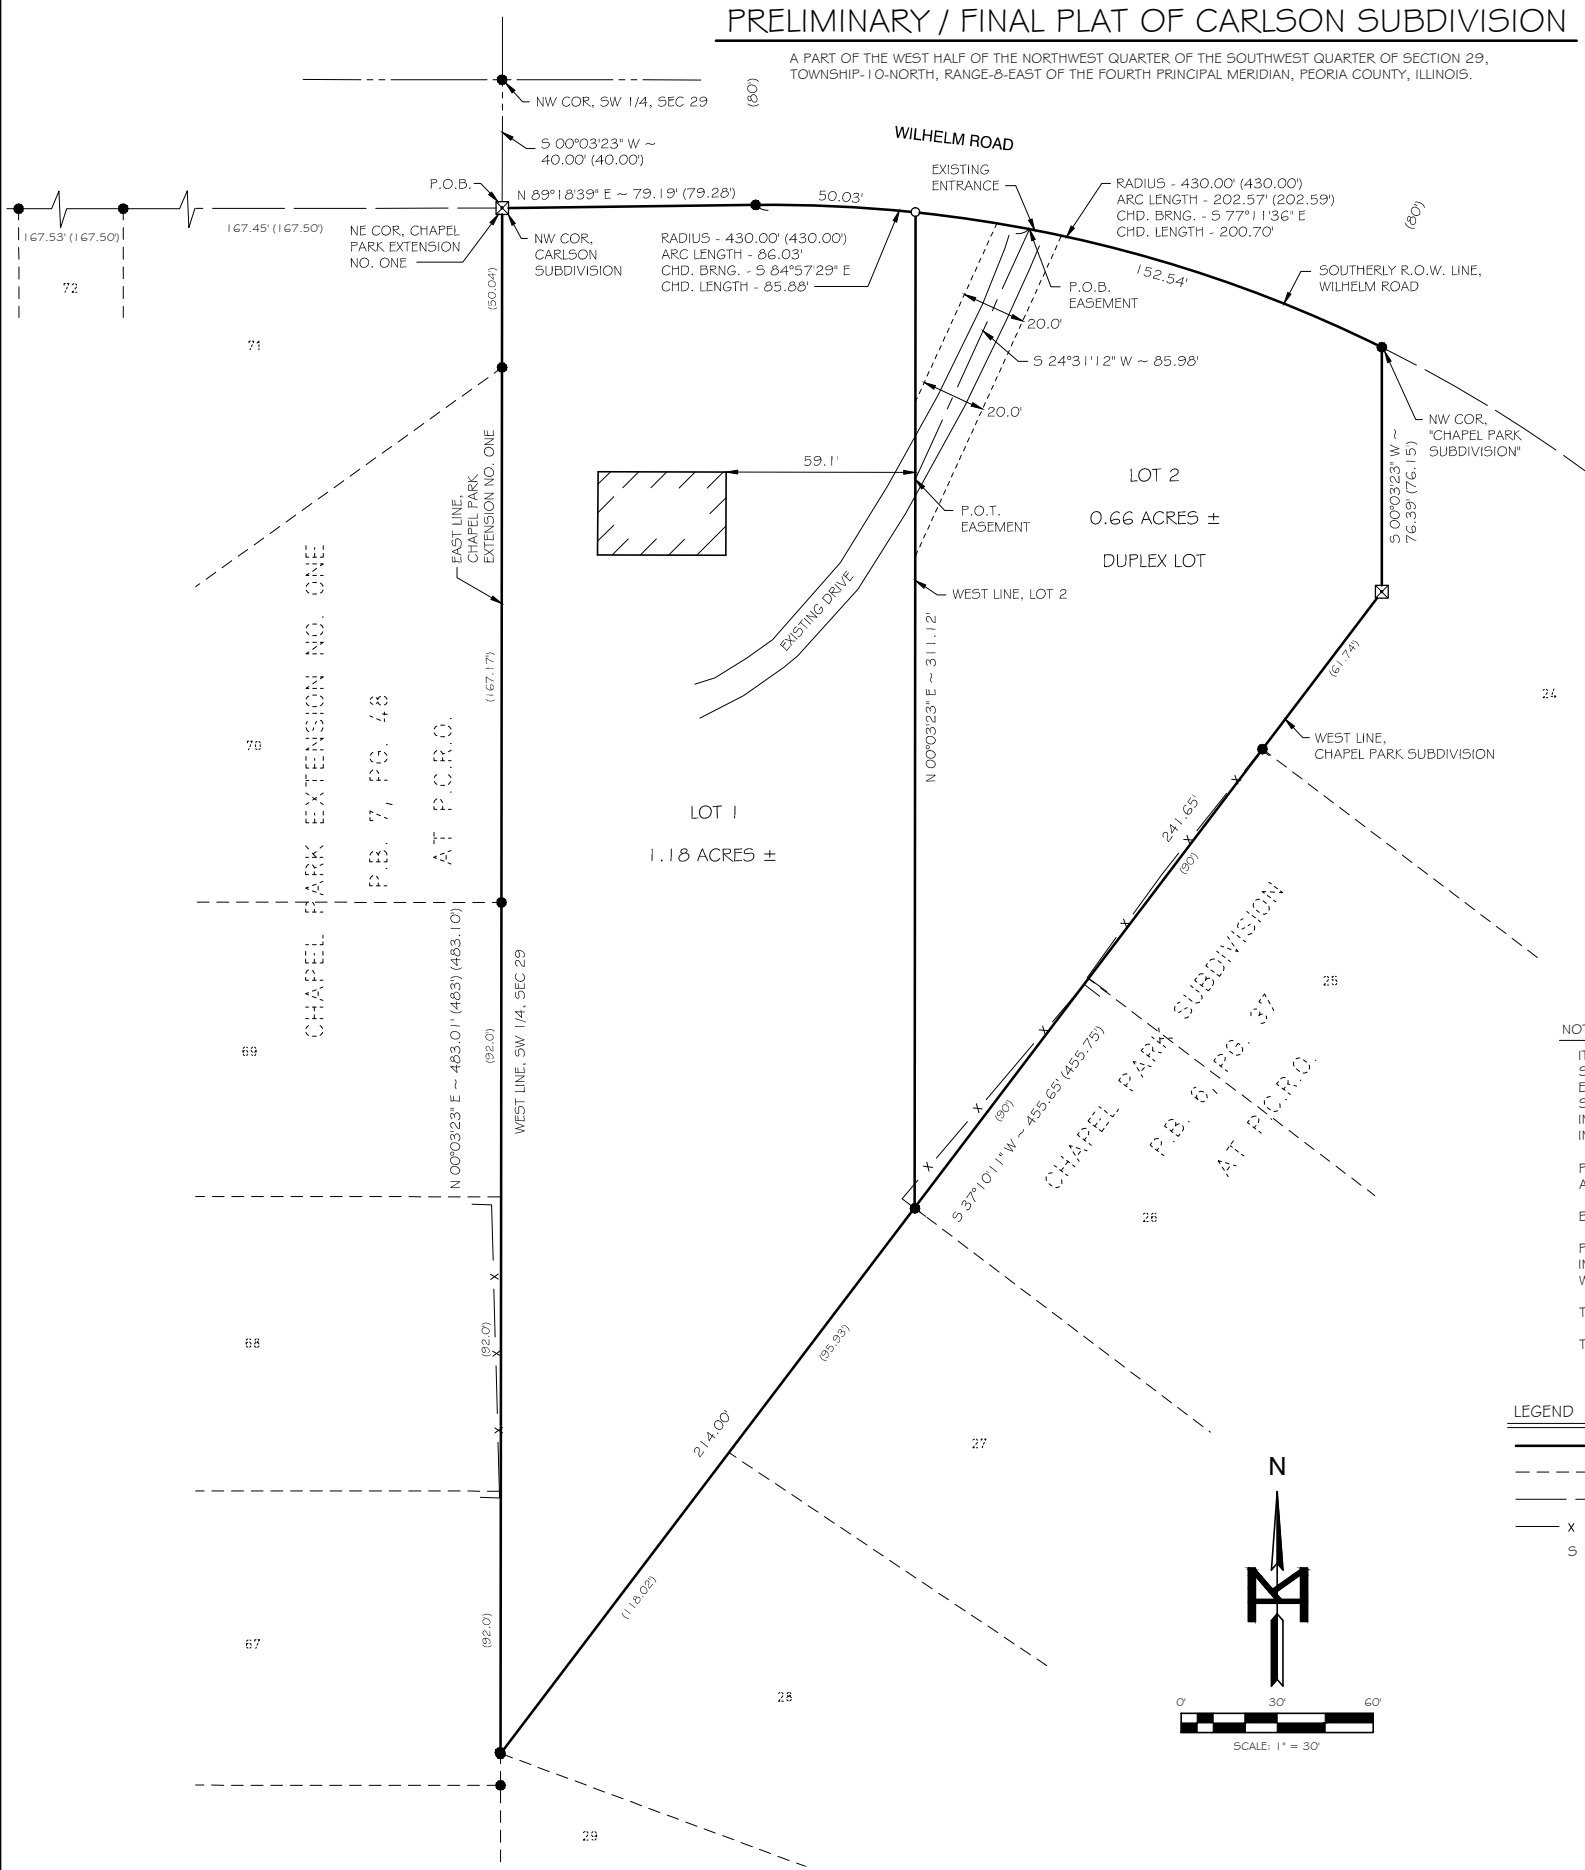 PRELIMINARY / FINAL PLAT OF CARLSON SUBDIVISION
A PART OF THE WEST HALF OF THE NORTHWEST QUARTER OF THE SOUTHWEST QUARTER OF SECTION 29,
TOWNSHIP-10-NORTH, RANGE-8-EAST OF THE FOURTH PRINCIPAL MERIDIAN, PEORIA COUNTY, ILLINOIS.
NW COR, SW 1/4, SEC 29
(80')
S 00°03'23" W ~
40.00' (40.00')
WILHELM ROAD
P.O.B.
N 89°18'39" E ~ 79.19' (79.28')
50.03'
EXISTING
ENTRANCE
RADIUS - 430.00' (430.00')
ARC LENGTH - 202.57' (202.59')
CHD. BRNG. - S 77°11'36" E
CHD. LENGTH - 200.70'
(80')
167.53' (167.50')
167.45' (167.50')
NE COR, CHAPEL
PARK EXTENSION
NO. ONE
NW COR,
CARLSON
SUBDIVISION
RADIUS - 430.00' (430.00')
ARC LENGTH - 86.03'
CHD. BRNG. - S 84°57'29" E
CHD. LENGTH - 85.88'
152.54'
SOUTHERLY R.O.W. LINE,
WILHELM ROAD
72
(50.04')
P.O.B.
EASEMENT
20.0'
71
S 24°31'12" W ~ 85.98'
20.0'
NW COR,
"CHAPEL PARK
SUBDIVISION"
S 00°03'23" W ~
76.39' (76.15')
59.1'
LOT 2
0.66 ACRES ±
DUPLEX LOT
EAST LINE,
CHAPEL PARK
EXTENSION NO. ONE
P.O.T.
EASEMENT
WEST LINE, LOT 2
EXISTING DRIVE
N 00°03'23" E ~ 311.12'
(61.74')
24
(167.17')
CHAPEL PARK EXTENSION NO. ONE
P.B. 7, PG. 48
AT P.C.R.O.
70
WEST LINE,
CHAPEL PARK SUBDIVISION
LOT 1
1.18 ACRES ±
241.65'
X
X
(90')
X
N 00°03'23" E ~ 483.01' (483') (483.10')
WEST LINE, SW 1/4, SEC 29
(92.0')
69
CHAPEL PARK SUBDIVISION
P.B. 6, PG. 37
AT P.C.R.O.
25
X
X
(90')
X
S 37°10'11" W ~ 455.65' (455.75')
26
X
(92.0')
X
X
68
(95.93')
214.00'
27
(118.02')
(92.0')
67
28
29
LEGEND
X
S
N
0' 30' 60'
SCALE: 1" = 30'